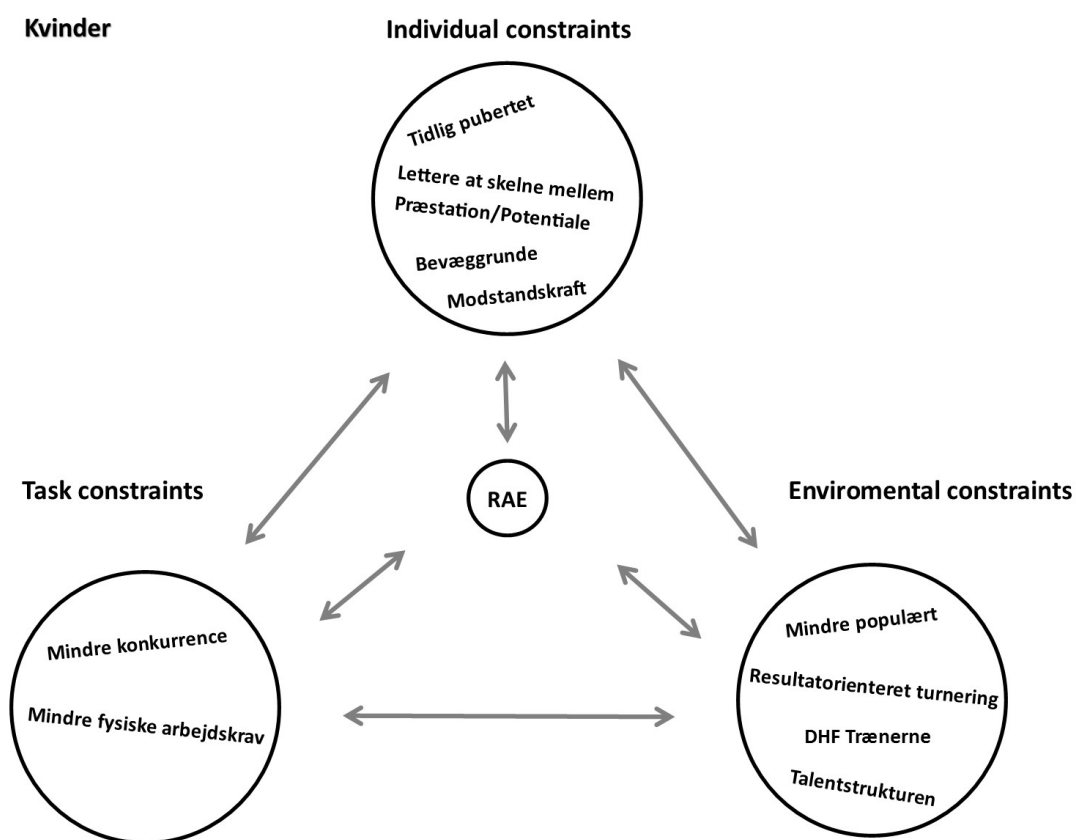 Kvinder
Individual constraints
Tidlig pubertet
Lettere at skelne mellem
Præstation/Potentiale
Bevæggrunde
Modstandskraft
RAE
Task constraints
Mindre konkurrence
Mindre fysiske arbejdskrav
Enviromental constraints
Mindre populært
Resultatorienteret turnering
DHF Trænerne
Talentstrukturen